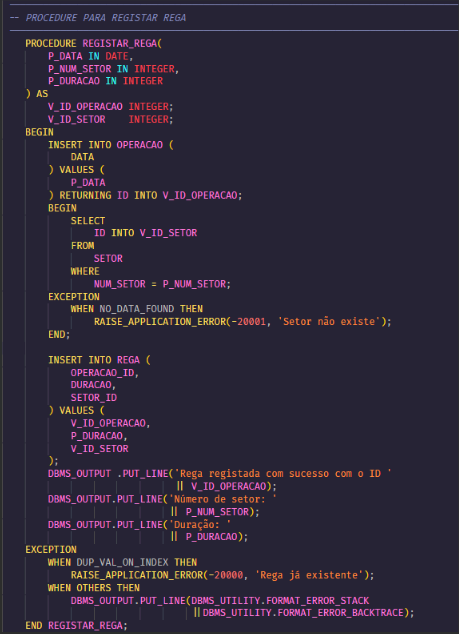 -- PROCEDURE PARA REGISTAR REGA
PROCEDURE REGISTAR_REGA(
P_DATA IN DATE,
P_NUM_SETOR IN INTEGER,
P_DURACAO IN INTEGER
) AS
V_ID_OPERACAO INTEGER;
V_ID_SETOR    INTEGER;
BEGIN
INSERT INTO OPERACAO (
DATA
) VALUES (
P_DATA
) RETURNING ID INTO V_ID_OPERACAO;
BEGIN
SELECT
ID INTO V_ID_SETOR
FROM
SETOR
WHERE
NUM_SETOR = P_NUM_SETOR;
EXCEPTION
WHEN NO_DATA_FOUND THEN
RAISE_APPLICATION_ERROR(-20001, 'Setor não existe');
END;
INSERT INTO REGA (
OPERACAO_ID,
DURACAO,
SETOR_ID
) VALUES (
V_ID_OPERACAO,
P_DURACAO,
V_ID_SETOR
);
DBMS_OUTPUT .PUT_LINE('Rega registada com sucesso com o ID '
|| V_ID_OPERACAO);
DBMS_OUTPUT.PUT_LINE('Número de setor: '
|| P_NUM_SETOR);
DBMS_OUTPUT.PUT_LINE('Duração: '
|| P_DURACAO);
EXCEPTION
WHEN DUP_VAL_ON_INDEX THEN
RAISE_APPLICATION_ERROR(-20000, 'Rega já existente');
WHEN OTHERS THEN
DBMS_OUTPUT.PUT_LINE(DBMS_UTILITY.FORMAT_ERROR_STACK
||DBMS_UTILITY.FORMAT_ERROR_BACKTRACE);
END REGISTAR_REGA;